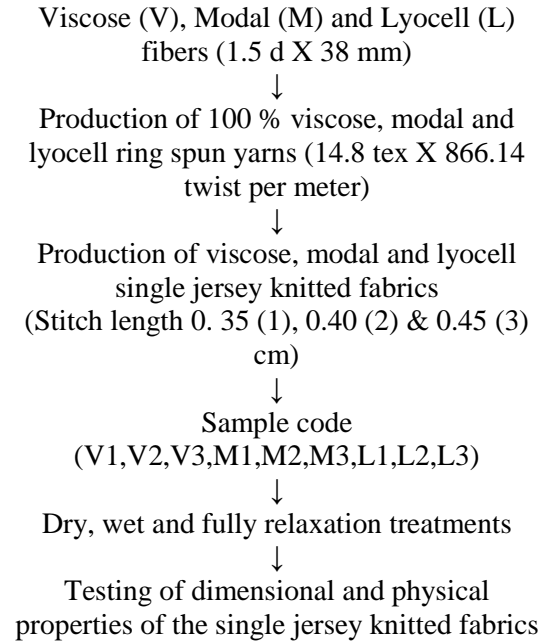 Viscose (V), Modal (M) and Lyocell (L)
fibers (1.5 d X 38 mm)
↓
Production of 100 % viscose, modal and
lyocell ring spun yarns (14.8 tex X 866.14
twist per meter)
↓
Production of viscose, modal and lyocell
single jersey knitted fabrics
(Stitch length 0. 35 (1), 0.40 (2) & 0.45 (3)
cm)
↓
Sample code
(V1,V2,V3,M1,M2,M3,L1,L2,L3)
↓
Dry, wet and fully relaxation treatments
↓
Testing of dimensional and physical
properties of the single jersey knitted fabrics